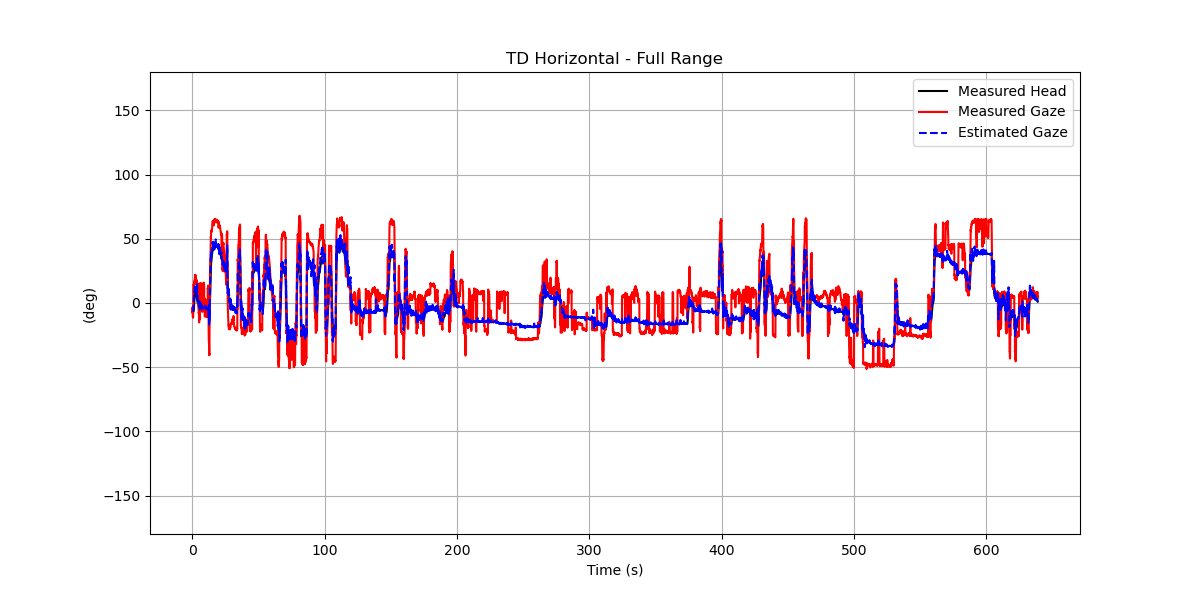 TD Horizontal - Full Range
Measured Head
Measured Gaze
Estimated Gaze
150
100
50
0
−50
−100
−150
(deg)
0 100 200 300 400 500 600
Time (s)